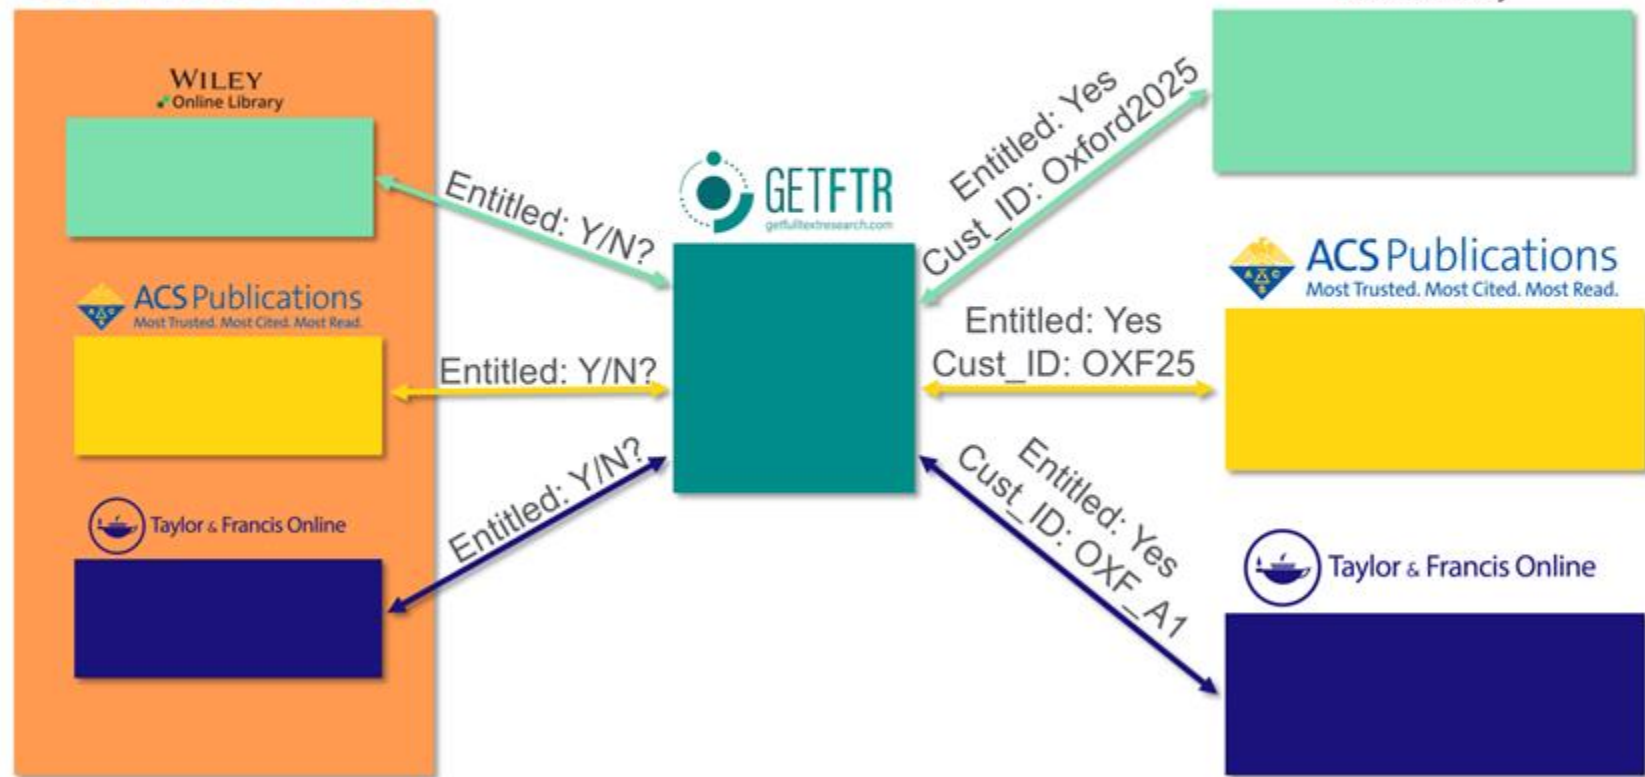 WILEY
Online Library
Entitled: Y/N?
ACS Publications
Most Trusted. Most Cited. Most Read.
Entitled: Y/N?
Taylor & Francis Online
Entitled: Y/N?
GETFTR
getfulltextresearch.com
Entitled: Yes
Cust_ID: Oxford2025
Entitled: Yes
Cust_ID: OXF25
Entitled: Yes
Cust_ID: OXF_A1
ACS Publications
Most Trusted. Most Cited. Most Read.
Taylor & Francis Online